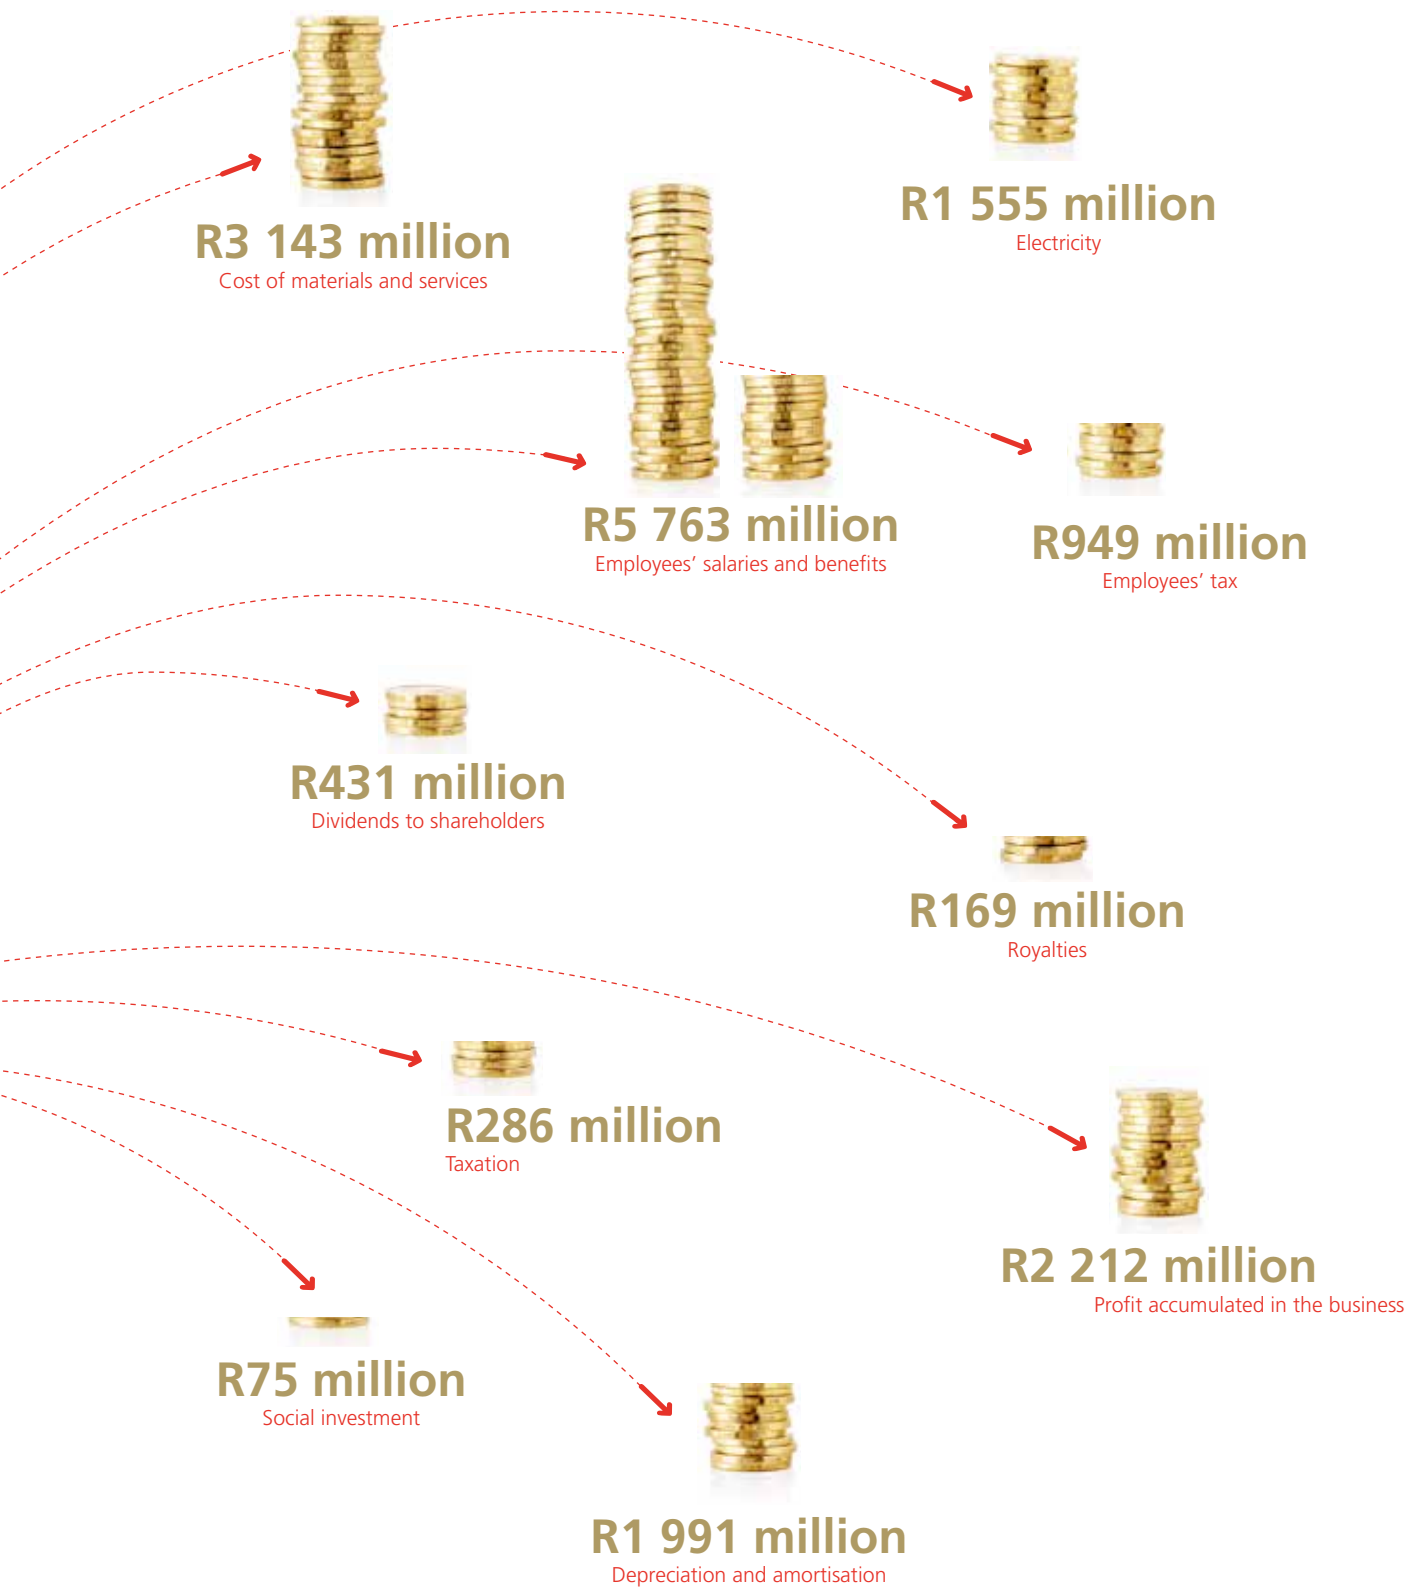 R1 555 million
Electricity
R3 143 million
Cost of materials and services
R5 763 million
Employees’ salaries and benefits
R949 million
Employees’ tax
R431 million
Dividends to shareholders
R169 million
Royalties
R286 million
Taxation
R2 212 million
Profit accumulated in the business
R75 million
Social investment
R1 991 million
Depreciation and amortisation